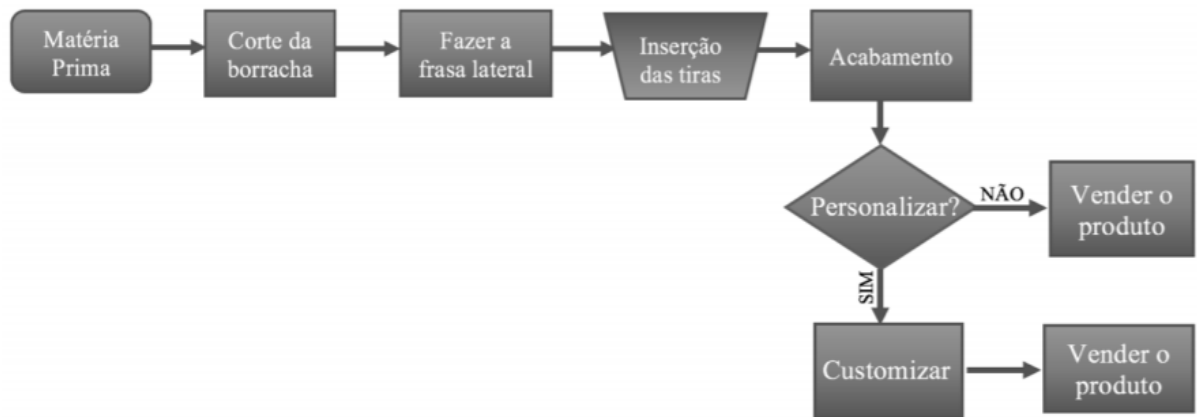 Matéria
Prima
Corte da
borracha
Fazer a
frasa lateral
Inserção
das tiras
Acabamento
Personalizar?
NÃO
Vender o
produto
SIM
Customizar
Vender o
produto